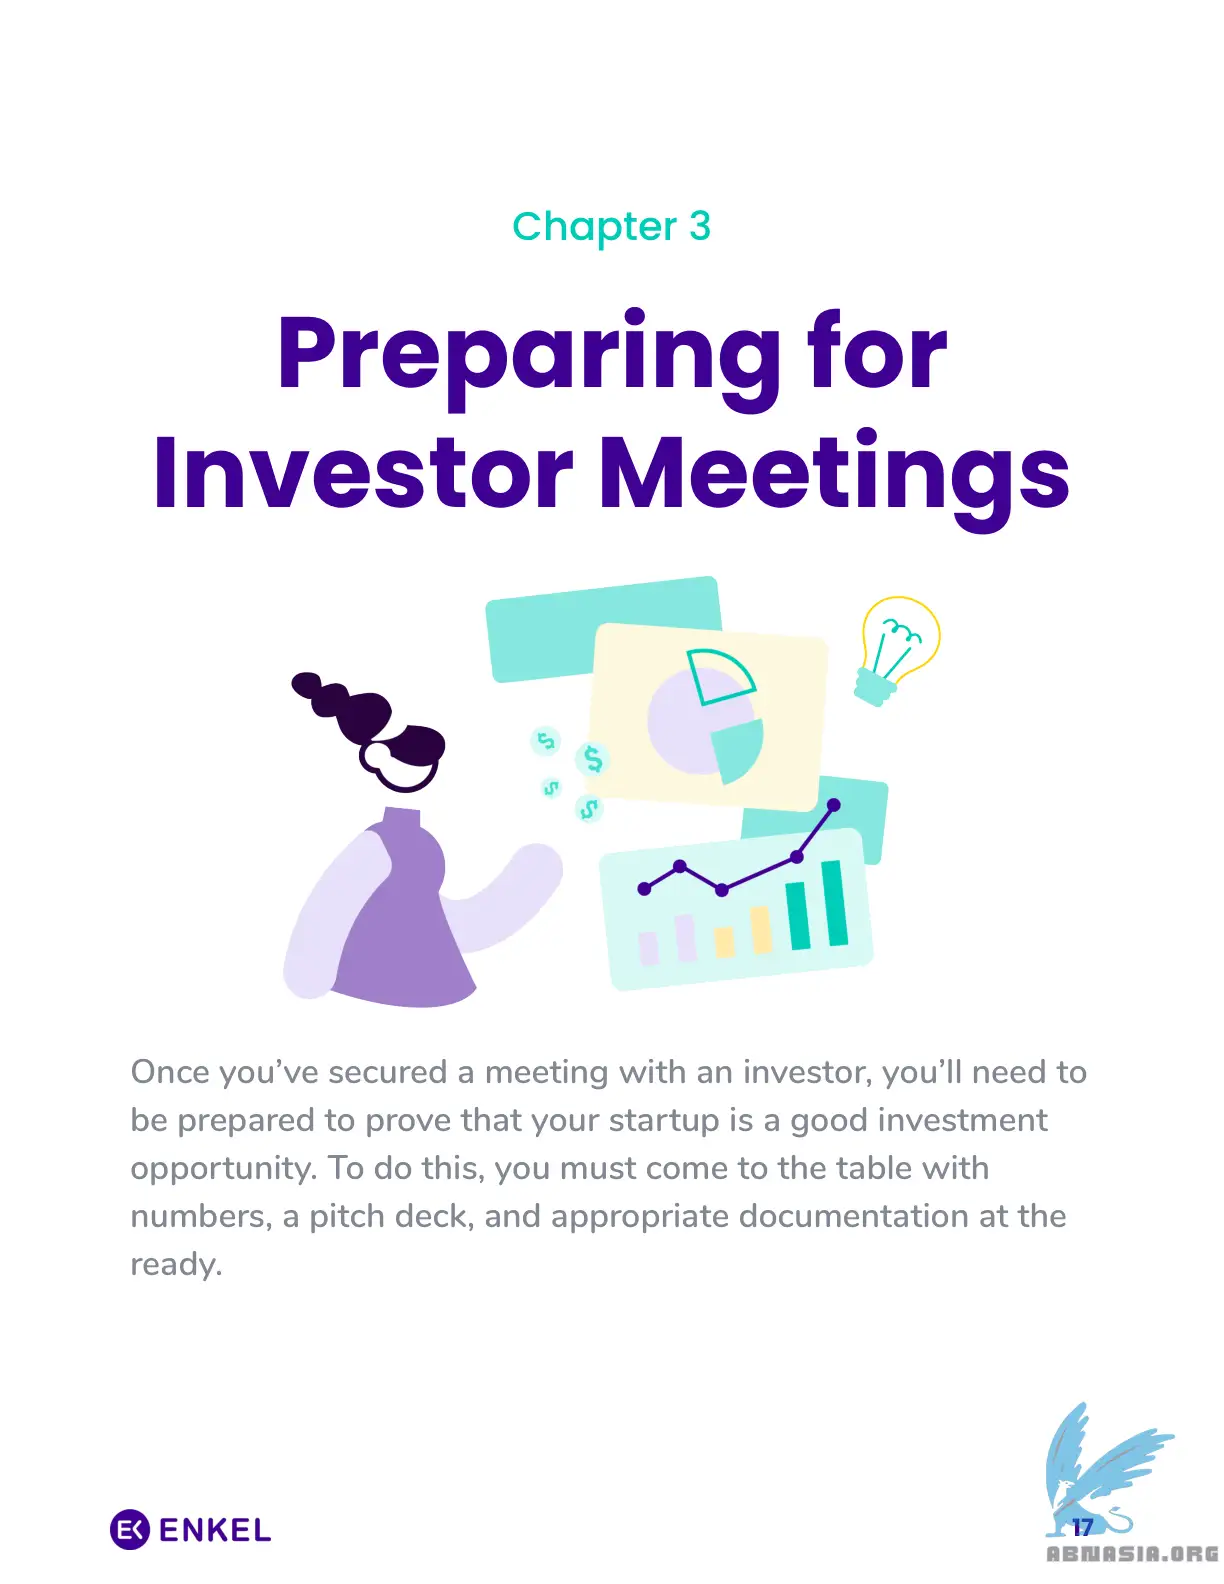 Chapter 3
Preparing for
Investor Meetings
$
$
$
$
Once you’ve secured a meeting with an investor, you’ll need to
be prepared to prove that your startup is a good investment
opportunity. To do this, you must come to the table with
numbers, a pitch deck, and appropriate documentation at the
ready.
EK ENKEL
17
ABNASIA.ORG